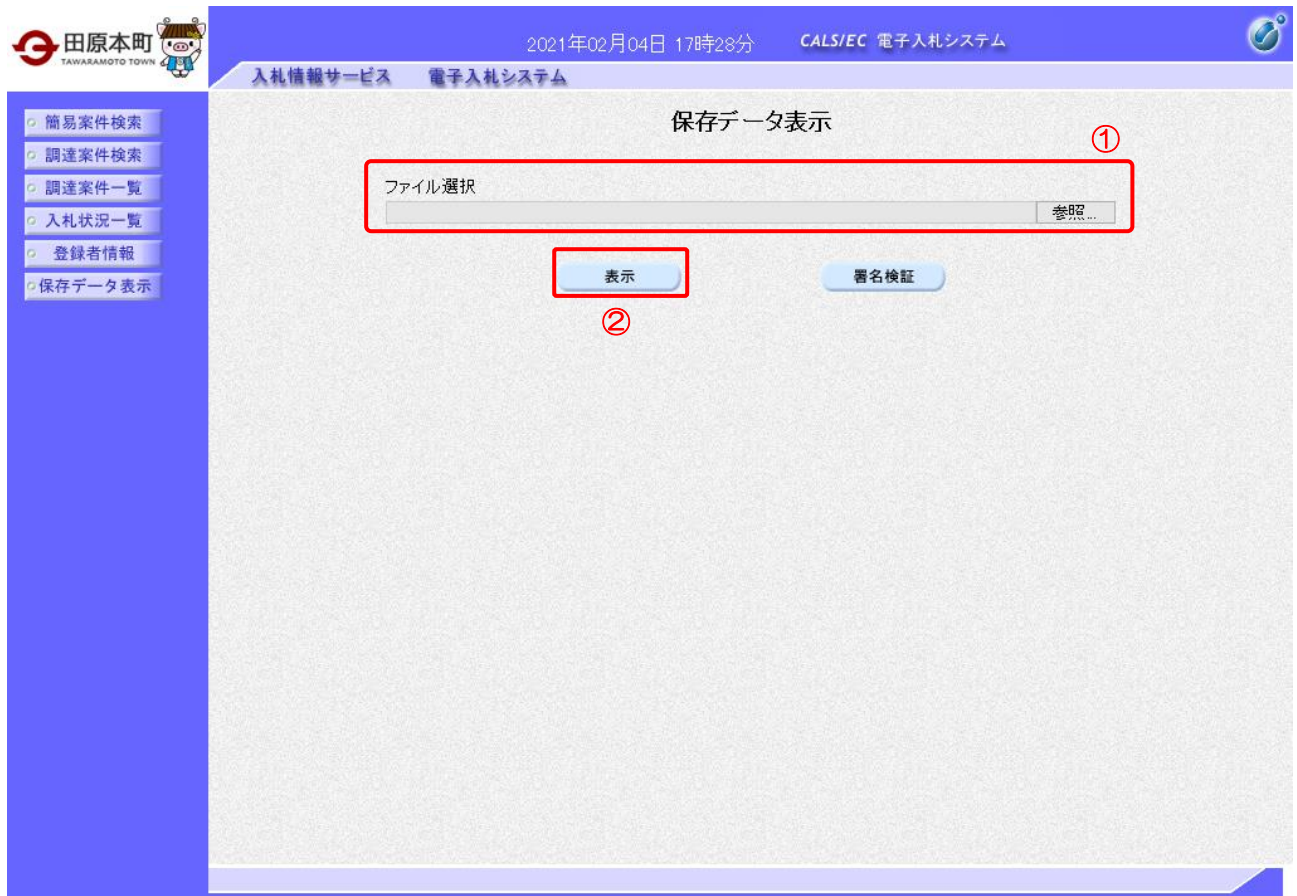 田原本町
TAWARAMOTO TOWN
2021年02月04日 17時28分 CALS/EC 電子入札システム
入札情報サービス 電子入札システム
簡易案件検索
調達案件検索
調達案件一覧
入札状況一覧
登録者情報
保存データ表示
保存データ表示
①
ファイル選択
参照...
表示 署名検証
②